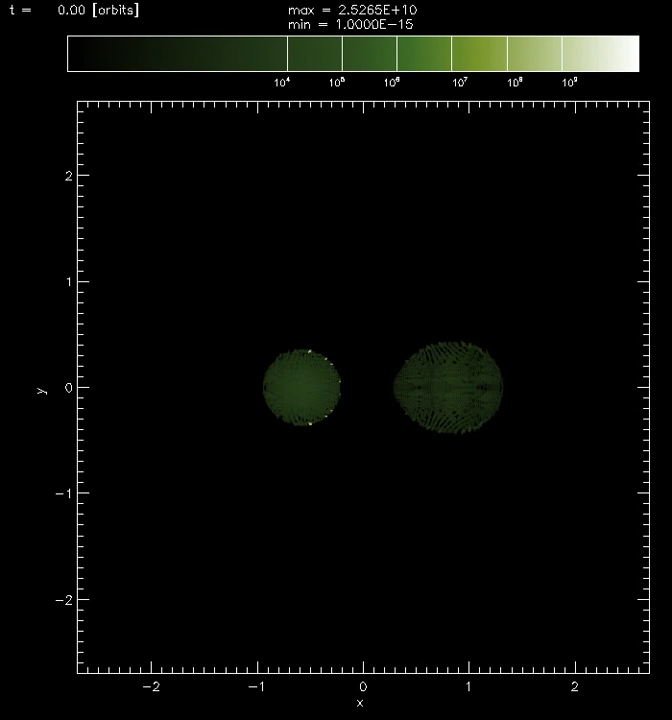 t =   0.00 [orbits]
max = 2.5265E+10
min = 1.0000E-15
10⁴ 10⁵ 10⁶ 10⁷ 10⁸ 10⁹
2
1
0
y
-1
-2
-2 -1 0 1 2
x